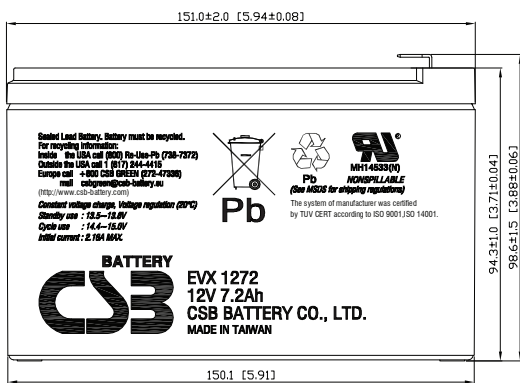 151.0±2.0 [5.94±0.08]
Sealed Lead Battery. Battery must be recycled.
For recycling information:
Inside the USA call (800) Re-Use-Pb (738-7372)
Outside the USA call 1 (617) 244-4415
Europe call +800 CSB GREEN (272-47336)
mail csbgreen@csb-battery.eu
(http://www.csb-battery.com)
Constant voltage charge, Voltage regulation (20°C)
Standby use : 13.5~13.8V
Cycle use : 14.4~15.0V
Initial current : 2.16A MAX.
Pb
Pb
MH14533(N)
NONSPILLABLE
(See MSDS for shipping regulations)
The system of manufacturer was certified
by TUV CERT according to ISO 9001,ISO 14001.
BATTERY
CSB
EVX 1272
12V 7.2Ah
CSB BATTERY CO., LTD.
MADE IN TAIWAN
94.3±1.0 [3.71±0.04]
98.6±1.5 [3.88±0.06]
150.1 [5.91]